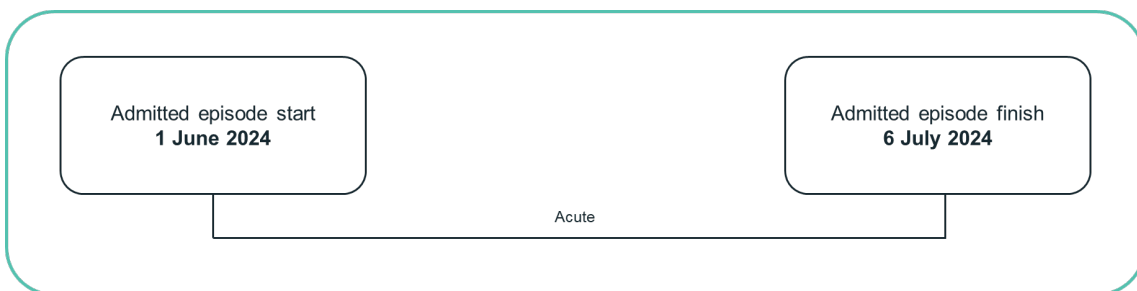 Admitted episode start
1 June 2024
Admitted episode finish
6 July 2024
Acute